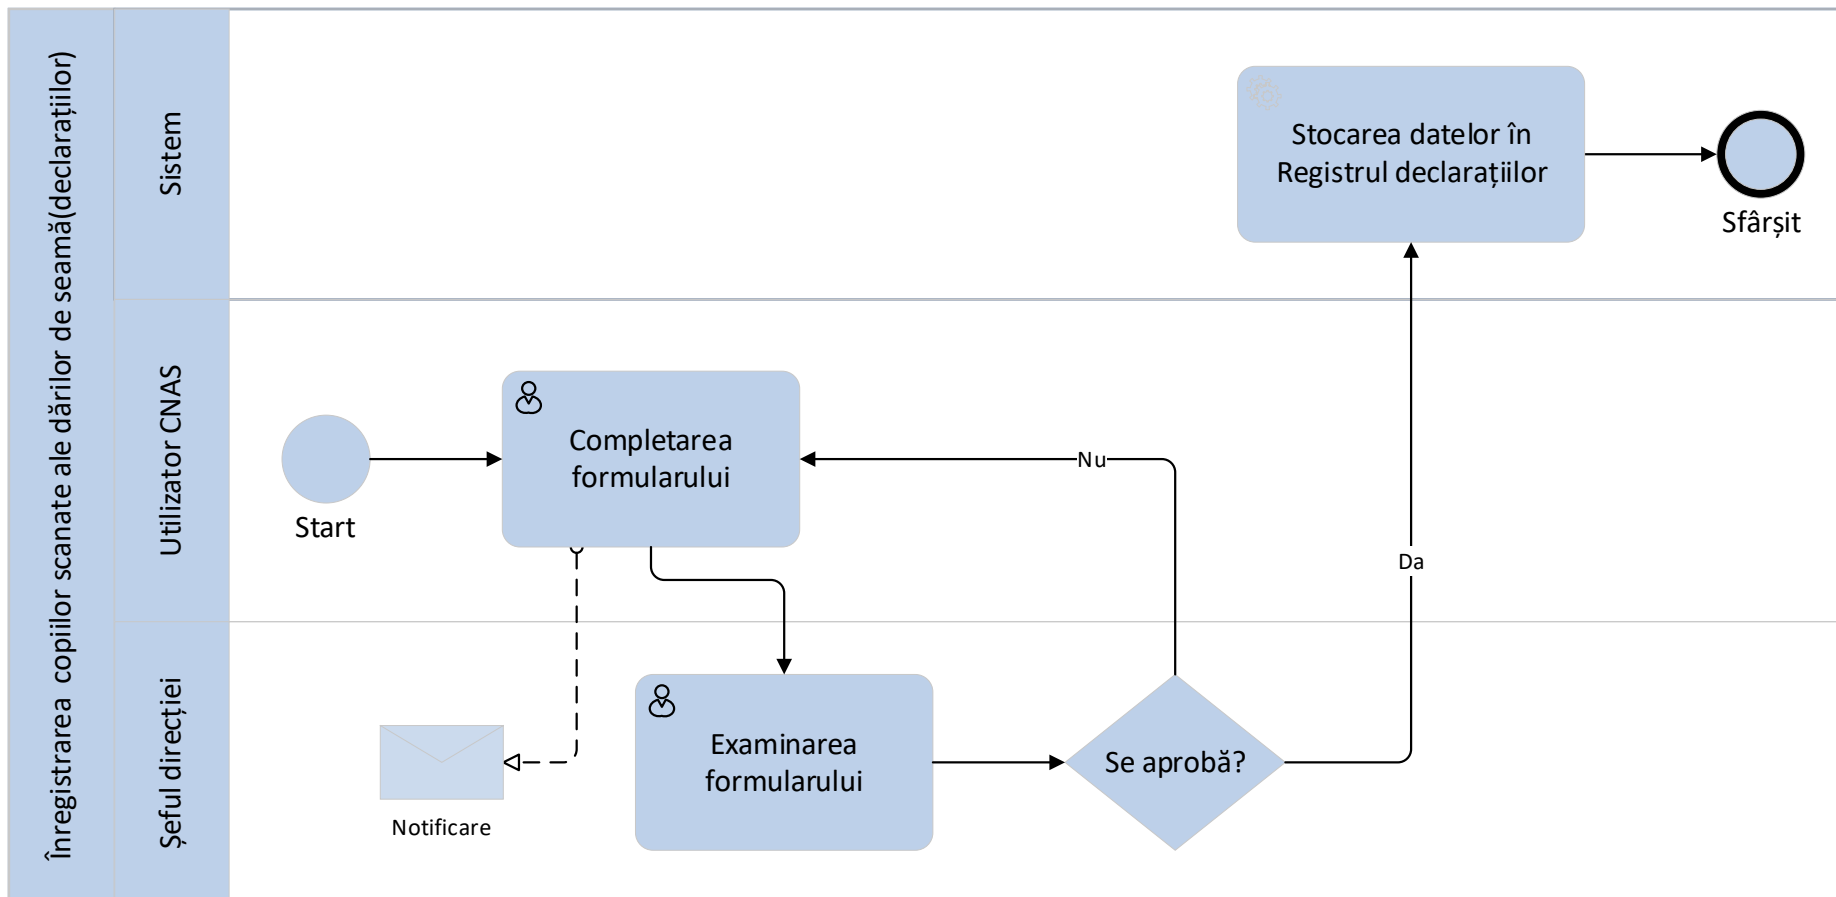 Înregistrarea copiilor scanate ale dărilor de seamă(declarațiilor)
Sistem
Stocarea datelor în
Registrul declarațiilor
Sfârșit
Utilizator CNAS
Start
Completarea
formularului
Nu
Da
Șeful direcției
Notificare
Examinarea
formularului
Se aprobă?